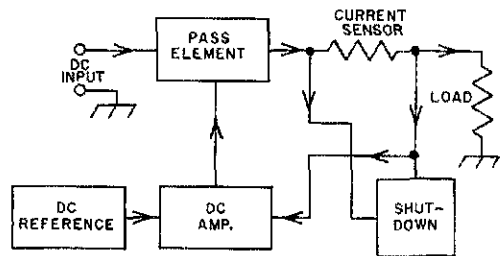 CURRENT
SENSOR
PASS
ELEMENT
DC
INPUT
LOAD
DC
REFERENCE
DC
AMP.
SHUT-
DOWN